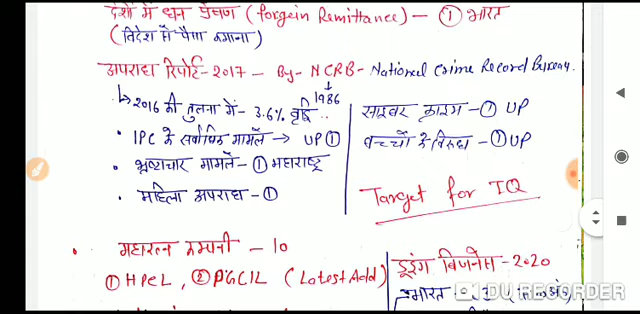 देशों में धन प्रेषण (forgein Remittance) - ① भारत
(विदेश में पैसा कमाना)
अपराध रिपोर्ट-2017 - By- NCRB - National Crime Record Bureau.
↳ 2016 की तुलना में - 3.6% वृद्धि ..
1986
• IPC के सर्वाधिक मामले → UP ①
• भ्रष्टाचार मामले- ① महाराष्ट्र
• महिला अपराध - ①
साइबर क्राइम - ① UP
बच्चों के विरुद्ध - ① UP
Target for IQ
• महारत्न कम्पनी - 10
① HPCL, ② PGCIL (Latest Add)
डूइंग बिजनेस - 2020
भारत -
DU RECORDER